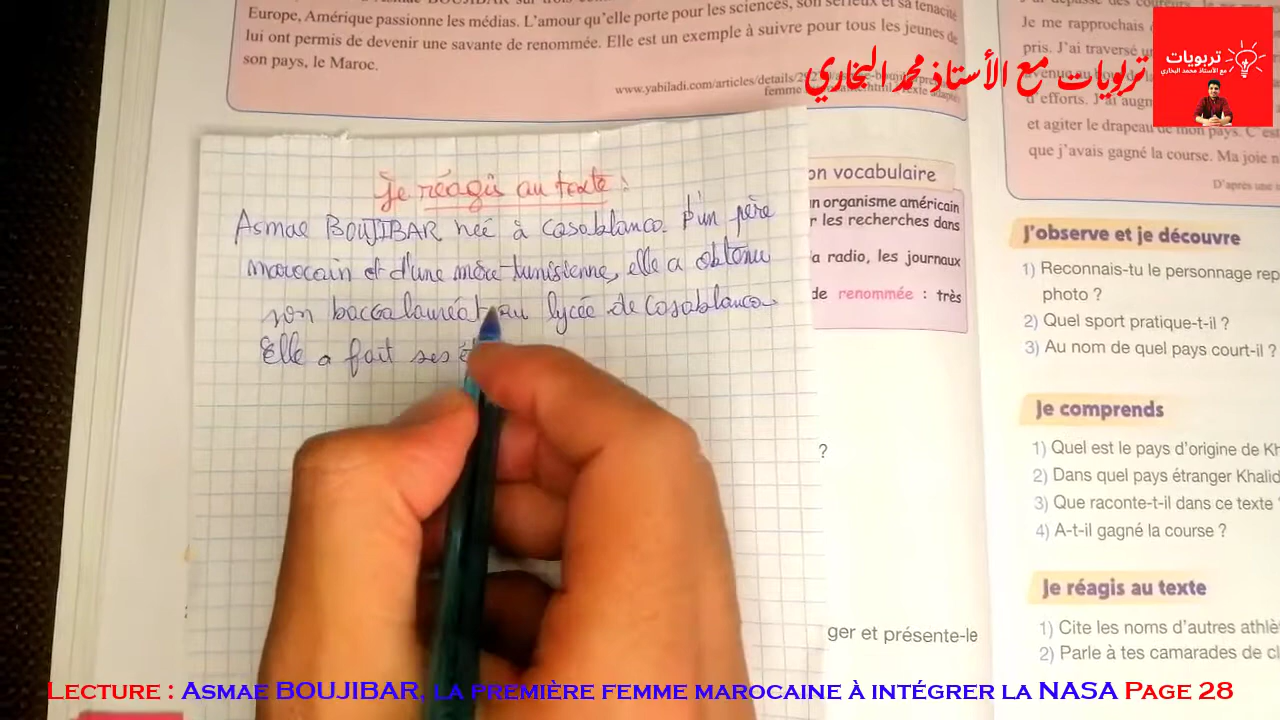 Europe, Amérique passionne les médias. L'amour qu'elle porte pour les sciences, son sérieux et sa tenacité
lui ont permis de devenir une savante de renommée. Elle est un exemple à suivre pour tous les jeunes de
son pays, le Maroc.
www.yabiladi.com/articles/details/
femme
Je me rapprochais
pris. J'ai traversé
d'efforts. J'ai augm
et agiter le drapeau de mon pays. C'est
que j'avais gagné la course. Ma joie n
D'après une i
تربويات مع الأستاذ محمد البخاري
تربويات
مع الأستاذ محمد البخاري
Je réagis au texte :
Asmae BOUJIBAR née à Casablanca. D'un père
marocain et d'une mère tunisienne, elle a obtenu
son baccalauréat au lycée de Casablanca.
Elle a fait ses ét
on vocabulaire
n organisme américain
r les recherches dans
a radio, les journaux
de renommée : très
?
ger et présente-le
J'observe et je découvre
1) Reconnais-tu le personnage rep
photo ?
2) Quel sport pratique-t-il ?
3) Au nom de quel pays court-il ?
Je comprends
1) Quel est le pays d'origine de Kh
2) Dans quel pays étranger Khalid
3) Que raconte-t-il dans ce texte
4) A-t-il gagné la course ?
Je réagis au texte
1) Cite les noms d'autres athlè
2) Parle à tes camarades de cl
Lecture : Asmae BOUJIBAR, la première femme marocaine à intégrer la NASA Page 28